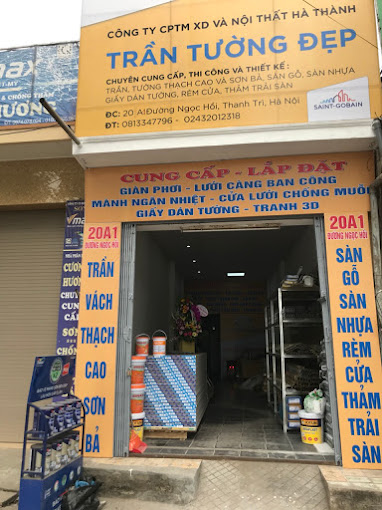 CÔNG TY CPTM XD VÀ NỘI THẤT HÀ THÀNH
TRẦN TƯỜNG ĐẸP
CHUYÊN CUNG CẤP, THI CÔNG VÀ THIẾT KẾ :
TRẦN, TƯỜNG THẠCH CAO VÀ SƠN BẢ, SÀN GỖ, SÀN NHỰA
GIẤY DÁN TƯỜNG, RÈM CỬA, THẢM TRẢI SÀN
ĐC: 20 A1Đường Ngọc Hồi, Thanh Trì, Hà Nội
ĐT: 0813347796 - 02432012318
SAINT-GOBAIN
CUNG CẤP - LẮP ĐẶT
GIÀN PHƠI - LƯỚI CĂNG BAN CÔNG
MÀNH NGĂN NHIỆT - CỬA LƯỚI CHỐNG MUỖI
GIẤY DÁN TƯỜNG - TRANH 3D
20A1
ĐƯỜNG NGỌC HỒI
TRẦN
VÁCH
THẠCH
CAO
SƠN
BẢ
20A1
ĐƯỜNG NGỌC HỒI
SÀN
GỖ
SÀN
NHỰA
RÈM
CỬA
THẢM
TRẢI
SÀN